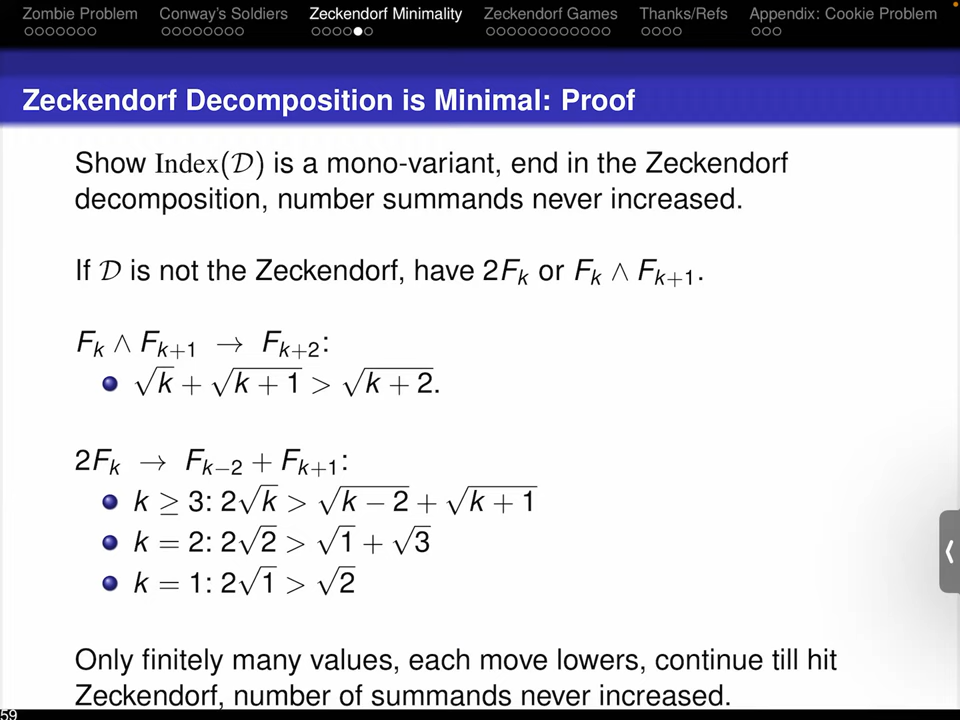 Zombie Problem Conway's Soldiers Zeckendorf Minimality Zeckendorf Games Thanks/Refs Appendix: Cookie Problem
Zeckendorf Decomposition is Minimal: Proof
Show Index(𝒟) is a mono-variant, end in the Zeckendorf
decomposition, number summands never increased.
If 𝒟 is not the Zeckendorf, have 2F_k or F_k ∧ F_{k+1}.
F_k ∧ F_{k+1} → F_{k+2}:
√k + √(k + 1) > √(k + 2).
2F_k → F_{k−2} + F_{k+1}:
k ≥ 3: 2√k > √(k − 2) + √(k + 1)
k = 2: 2√2 > √1 + √3
k = 1: 2√1 > √2
Only finitely many values, each move lowers, continue till hit
Zeckendorf, number of summands never increased.
59